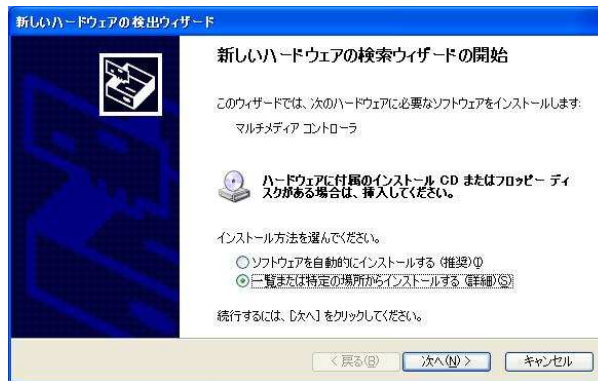 新しいハードウェアの検出ウィザード
新しいハードウェアの検索ウィザードの開始
このウィザードでは、次のハードウェアに必要なソフトウェアをインストールします:
マルチメディア コントローラ
ハードウェアに付属のインストール CD またはフロッピー ディ
スクがある場合は、挿入してください。
インストール方法を選んでください。
ソフトウェアを自動的にインストールする (推奨)(I)
一覧または特定の場所からインストールする (詳細)(S)
続行するには、[次へ] をクリックしてください。
< 戻る(B)
次へ(N) >
キャンセル